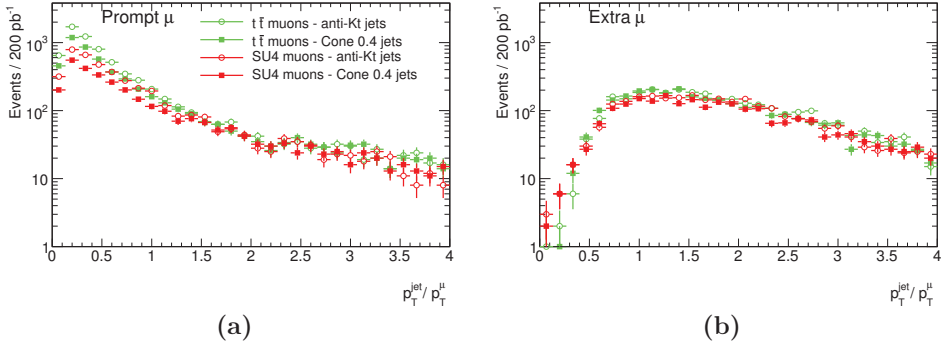 Prompt μ
t t̄ muons - anti-Kt jets
t t̄ muons - Cone 0.4 jets
SU4 muons - anti-Kt jets
SU4 muons - Cone 0.4 jets
Events / 200 pb⁻¹
10³
10²
10
1
0 0.5 1 1.5 2 2.5 3 3.5 4
p_T^jet / p_T^μ
(a)
Extra μ
Events / 200 pb⁻¹
10³
10²
10
1
0 0.5 1 1.5 2 2.5 3 3.5 4
p_T^jet / p_T^μ
(b)